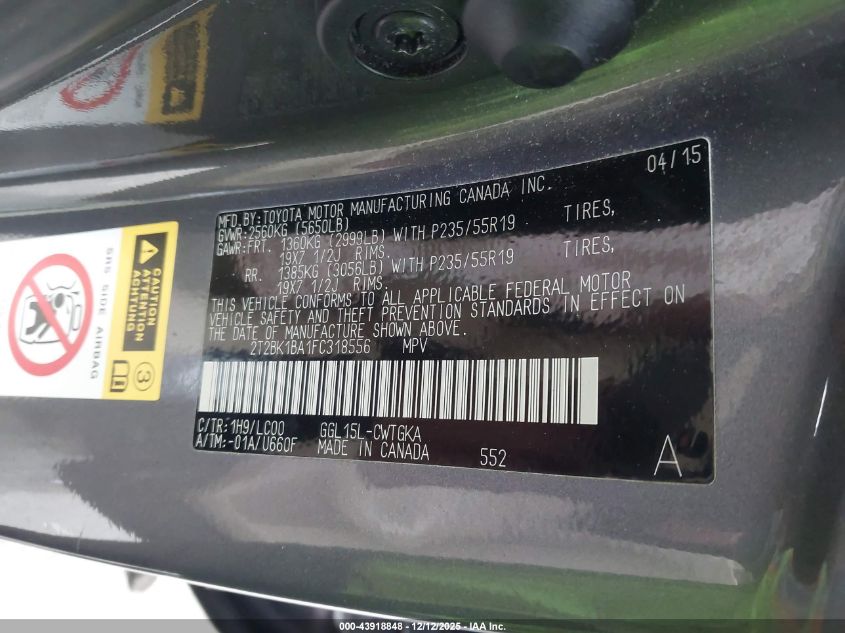 04/15
MFD.BY:TOYOTA MOTOR MANUFACTURING CANADA INC.
GVWR:2560KG (5650LB)
GAWR:FRT. 1360KG (2999LB) WITH P235/55R19 TIRES,
19X7 1/2J RIMS.
RR. 1385KG (3056LB) WITH P235/55R19 TIRES,
19X7 1/2J RIMS.
THIS VEHICLE CONFORMS TO ALL APPLICABLE FEDERAL MOTOR
VEHICLE SAFETY AND THEFT PREVENTION STANDARDS IN EFFECT ON
THE DATE OF MANUFACTURE SHOWN ABOVE.
2T2BK1BA1FC318556 MPV
C/TR:1H9/LC00 GGL15L-CWTGKA
A/TM:-01A/U660F MADE IN CANADA 552
A
SRS SIDE AIRBAG
ATTENTION
ACHTUNG
3
000-43918848 - 12/12/2025 - IAA Inc.